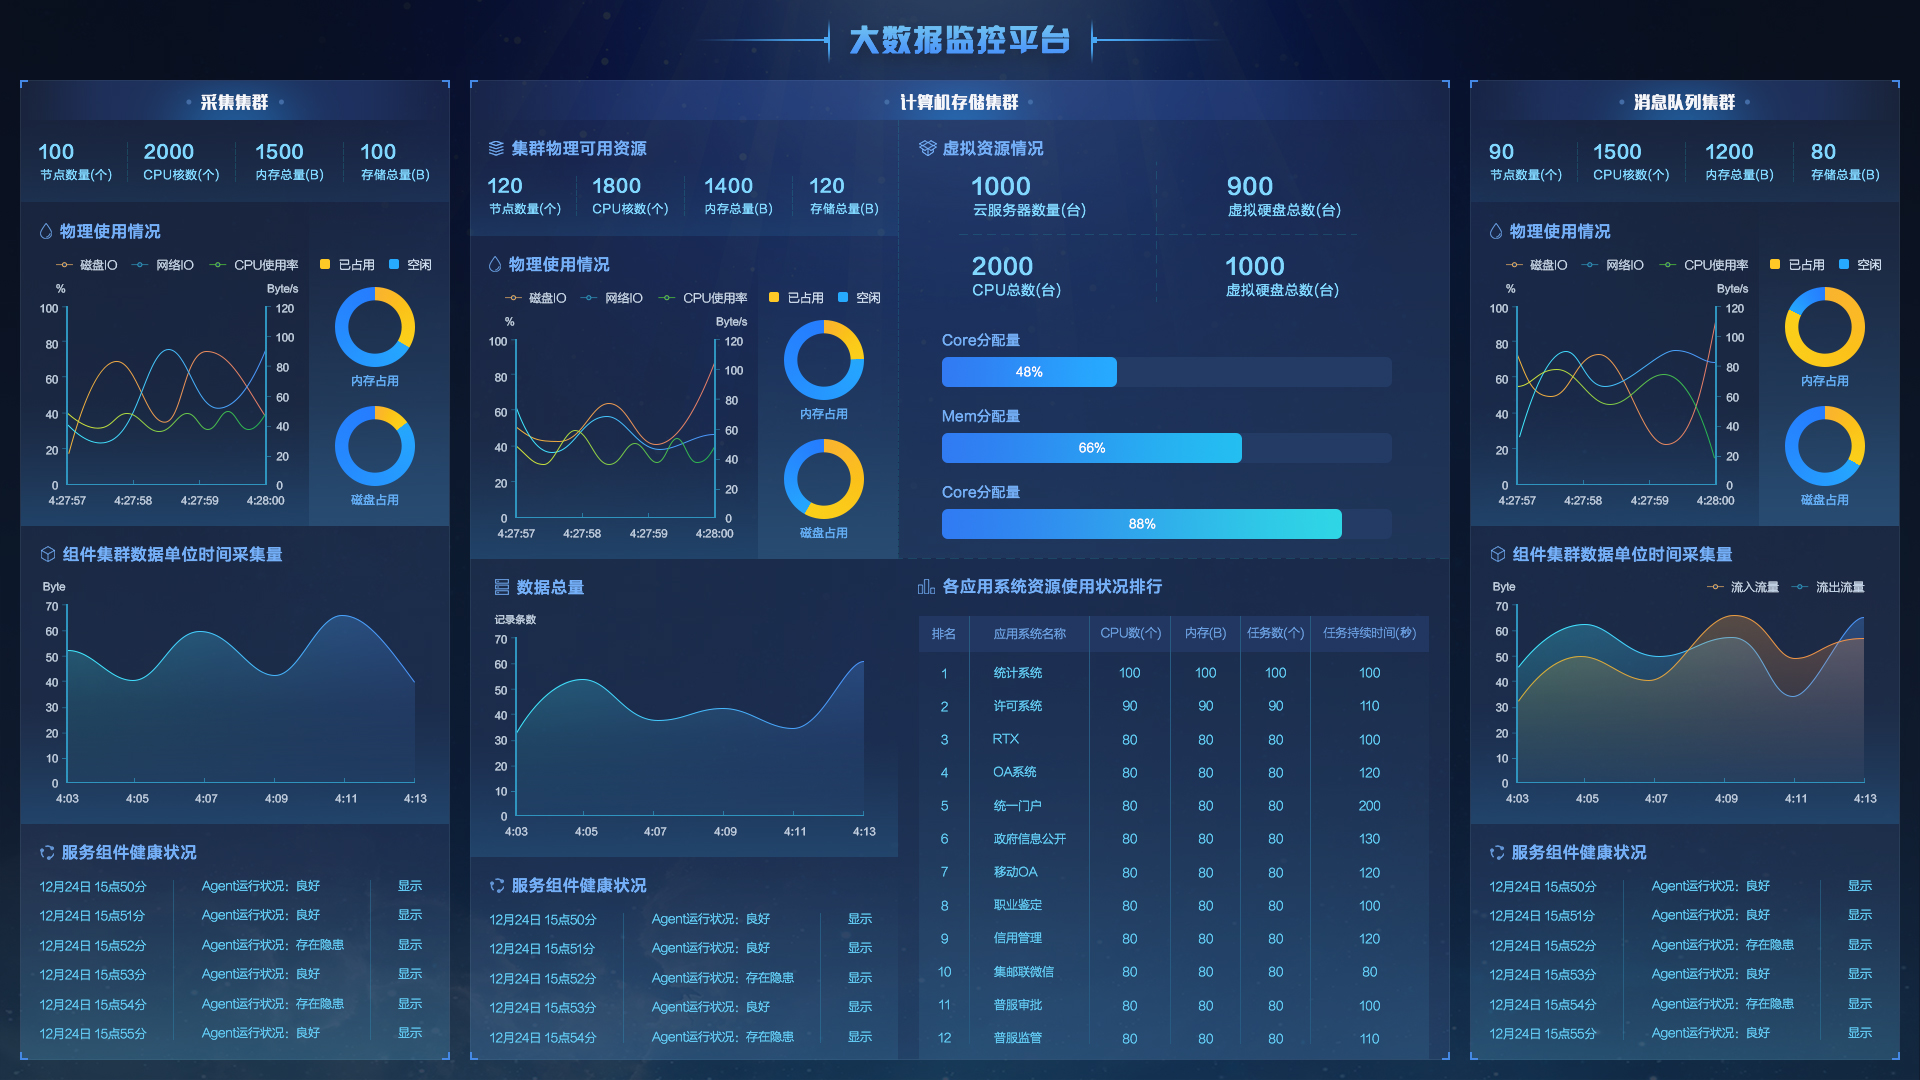 大数据监控平台
采集集群
100 2000 1500 100
节点数量(个) CPU核数(个) 内存总量(B) 存储总量(B)
物理使用情况
磁盘IO 网络IO CPU使用率 已占用 空闲
% Byte/s
100 80 60 40 20 0
120 100 80 60 40 20 0
4:27:57 4:27:58 4:27:59 4:28:00
内存占用
磁盘占用
组件集群数据单位时间采集量
Byte
70
60
50
40
30
20
10
0
4:03 4:05 4:07 4:09 4:11 4:13
服务组件健康状况
12月24日 15点50分 Agent运行状况：良好 显示
12月24日 15点51分 Agent运行状况：良好 显示
12月24日 15点52分 Agent运行状况：存在隐患 显示
12月24日 15点53分 Agent运行状况：良好 显示
12月24日 15点54分 Agent运行状况：存在隐患 显示
12月24日 15点55分 Agent运行状况：良好 显示
计算机存储集群
集群物理可用资源
120 1800 1400 120
节点数量(个) CPU核数(个) 内存总量(B) 存储总量(B)
物理使用情况
磁盘IO 网络IO CPU使用率 已占用 空闲
% Byte/s
100 80 60 40 20 0
120 100 80 60 40 20 0
4:27:57 4:27:58 4:27:59 4:28:00
内存占用
磁盘占用
数据总量
记录条数
70
60
50
40
30
20
10
0
4:03 4:05 4:07 4:09 4:11 4:13
服务组件健康状况
12月24日 15点50分 Agent运行状况：良好 显示
12月24日 15点51分 Agent运行状况：良好 显示
12月24日 15点52分 Agent运行状况：存在隐患 显示
12月24日 15点53分 Agent运行状况：良好 显示
12月24日 15点54分 Agent运行状况：存在隐患 显示
虚拟资源情况
1000 900
云服务器数量(台) 虚拟硬盘总数(台)
2000 1000
CPU总数(台) 虚拟硬盘总数(台)
Core分配量
48%
Mem分配量
66%
Core分配量
88%
各应用系统资源使用状况排行
排名 应用系统名称 CPU数(个) 内存(B) 任务数(个) 任务持续时间(秒)
1 统计系统 100 100 100 100
2 许可系统 90 90 90 110
3 RTX 80 80 80 100
4 OA系统 80 80 80 120
5 统一门户 80 80 80 200
6 政府信息公开 80 80 80 130
7 移动OA 80 80 80 120
8 职业鉴定 80 80 80 100
9 信用管理 80 80 80 120
10 集邮联微信 80 80 80 80
11 普服审批 80 80 80 100
12 普服监管 80 80 80 110
消息队列集群
90 1500 1200 80
节点数量(个) CPU核数(个) 内存总量(B) 存储总量(B)
物理使用情况
磁盘IO 网络IO CPU使用率 已占用 空闲
% Byte/s
100 80 60 40 20 0
120 100 80 60 40 20 0
4:27:57 4:27:58 4:27:59 4:28:00
内存占用
磁盘占用
组件集群数据单位时间采集量
Byte 流入流量 流出流量
70
60
50
40
30
20
10
0
4:03 4:05 4:07 4:09 4:11 4:13
服务组件健康状况
12月24日 15点50分 Agent运行状况：良好 显示
12月24日 15点51分 Agent运行状况：良好 显示
12月24日 15点52分 Agent运行状况：存在隐患 显示
12月24日 15点53分 Agent运行状况：良好 显示
12月24日 15点54分 Agent运行状况：存在隐患 显示
12月24日 15点55分 Agent运行状况：良好 显示